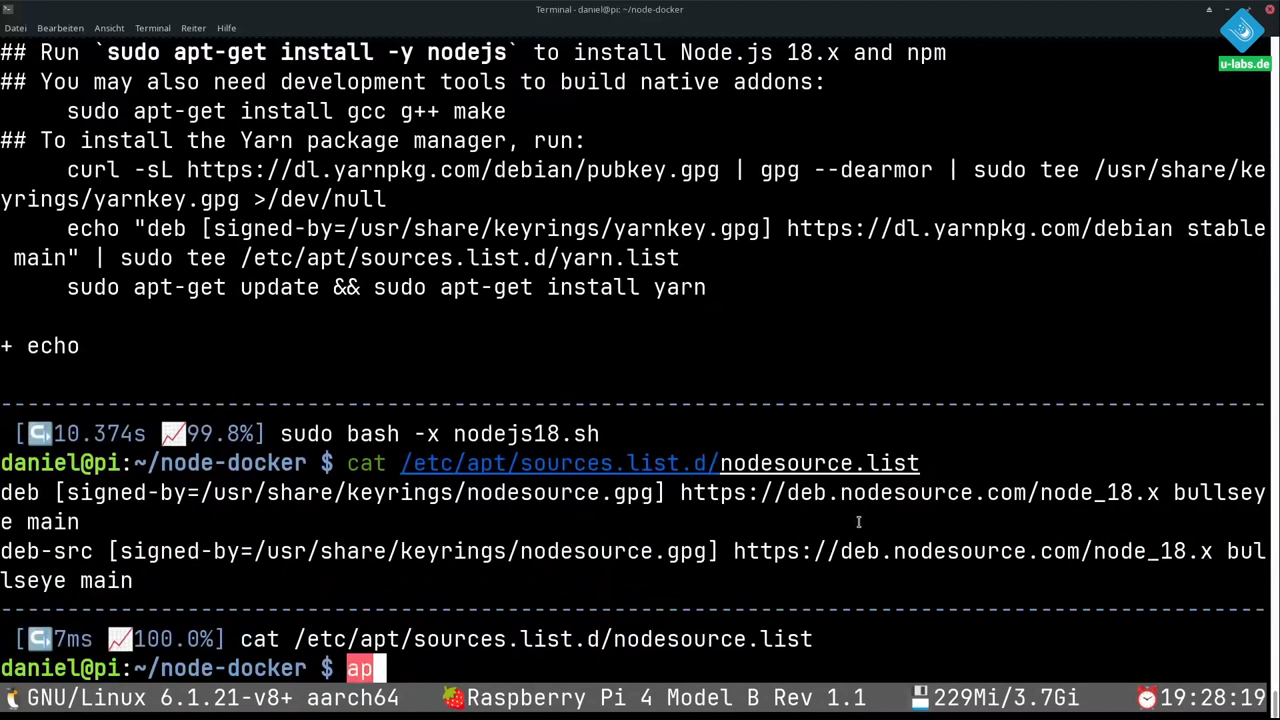 Terminal - daniel@pi: ~/node-docker
Datei Bearbeiten Ansicht Terminal Reiter Hilfe
u-labs.de
## Run `sudo apt-get install -y nodejs` to install Node.js 18.x and npm
## You may also need development tools to build native addons:
     sudo apt-get install gcc g++ make
## To install the Yarn package manager, run:
     curl -sL https://dl.yarnpkg.com/debian/pubkey.gpg | gpg --dearmor | sudo tee /usr/share/ke
yrings/yarnkey.gpg >/dev/null
     echo "deb [signed-by=/usr/share/keyrings/yarnkey.gpg] https://dl.yarnpkg.com/debian stable
 main" | sudo tee /etc/apt/sources.list.d/yarn.list
     sudo apt-get update && sudo apt-get install yarn
+ echo
[10.374s 99.8%] sudo bash -x nodejs18.sh
daniel@pi:~/node-docker $ cat /etc/apt/sources.list.d/nodesource.list
deb [signed-by=/usr/share/keyrings/nodesource.gpg] https://deb.nodesource.com/node_18.x bullsey
e main
deb-src [signed-by=/usr/share/keyrings/nodesource.gpg] https://deb.nodesource.com/node_18.x bul
lseye main
[7ms 100.0%] cat /etc/apt/sources.list.d/nodesource.list
daniel@pi:~/node-docker $ ap
GNU/Linux 6.1.21-v8+ aarch64 Raspberry Pi 4 Model B Rev 1.1 229Mi/3.7Gi 19:28:19